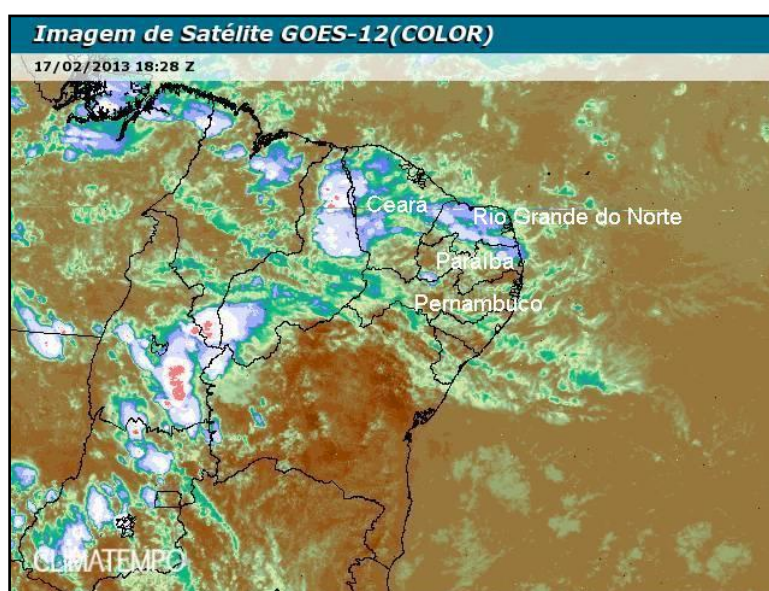 Imagem de Satélite GOES-12(COLOR)
17/02/2013 18:28 Z
Ceará
Rio Grande do Norte
Paraíba
Pernambuco
CLIMATEMPO